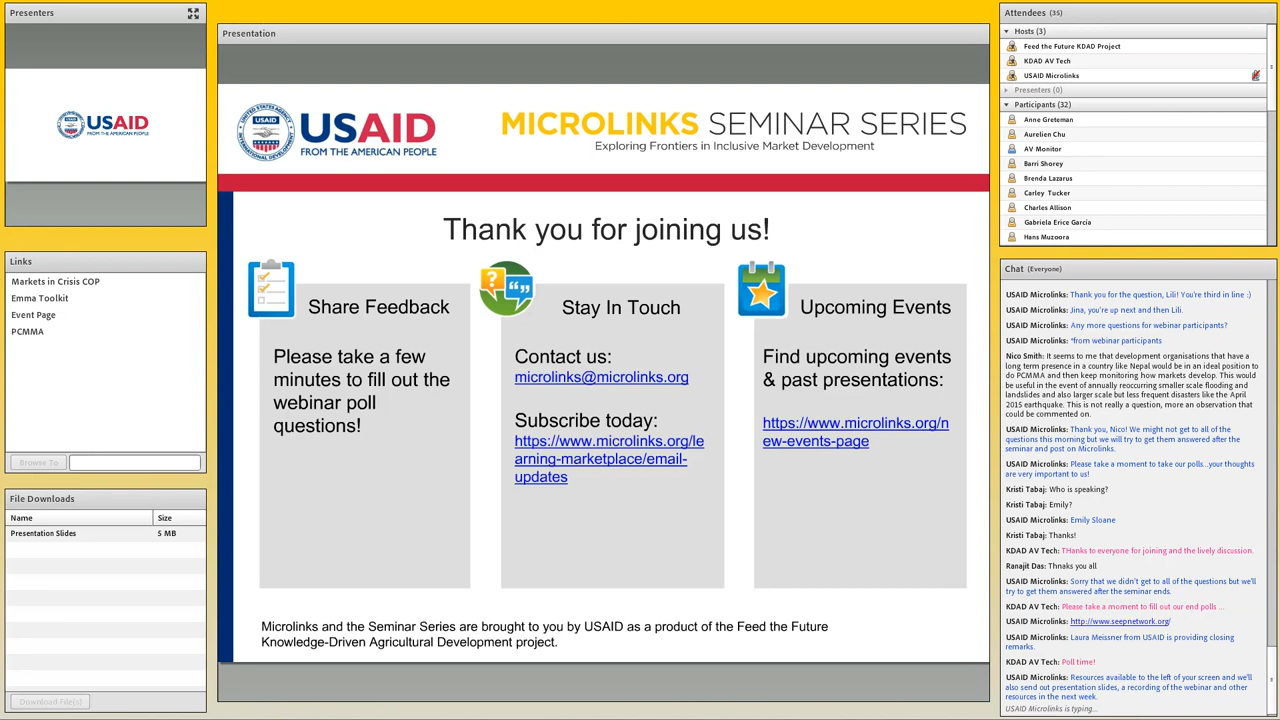 Presenters
USAID
FROM THE AMERICAN PEOPLE
Links
Markets in Crisis COP
Emma Toolkit
Event Page
PCMMA
Browse To
File Downloads
Name Size
Presentation Slides 5 MB
Download File(s)
Presentation
UNITED STATES AGENCY
USAID
INTERNATIONAL DEVELOPMENT
USAID
FROM THE AMERICAN PEOPLE
MICROLINKS SEMINAR SERIES
Exploring Frontiers in Inclusive Market Development
Thank you for joining us!
Share Feedback
Please take a few
minutes to fill out the
webinar poll
questions!
Stay In Touch
Contact us:
microlinks@microlinks.org
Subscribe today:
https://www.microlinks.org/le
arning-marketplace/email-
updates
Upcoming Events
Find upcoming events
& past presentations:
https://www.microlinks.org/n
ew-events-page
Microlinks and the Seminar Series are brought to you by USAID as a product of the Feed the Future
Knowledge-Driven Agricultural Development project.
Attendees (35)
Hosts (3)
Feed the Future KDAD Project
KDAD AV Tech
USAID Microlinks
Presenters (0)
Participants (32)
Anne Greteman
Aurelien Chu
AV Monitor
Barri Shorey
Brenda Lazarus
Carley Tucker
Charles Allison
Gabriela Erice Garcia
Hans Muzoora
Chat (Everyone)
USAID Microlinks: Thank you for the question, Lili! You're third in line :)
USAID Microlinks: Jina, you're up next and then Lili.
USAID Microlinks: Any more questions for webinar participants?
USAID Microlinks: *from webinar participants
Nico Smith: It seems to me that development organisations that have a
long term presence in a country like Nepal would be in an ideal position to
do PCMMA and then keep monitoring how markets develop. This would
be useful in the event of annually reoccuring smaller scale flooding and
landslides and also larger scale but less frequent disasters like the April
2015 earthquake. This is not really a question, more an observation that
could be commented on.
USAID Microlinks: Thank you, Nico! We might not get to all of the
questions this morning but we will try to get them answered after the
seminar and post on Microlinks.
USAID Microlinks: Please take a moment to take our polls...your thoughts
are very important to us!
Kristi Tabaj: Who is speaking?
Kristi Tabaj: Emily?
USAID Microlinks: Emily Sloane
Kristi Tabaj: Thanks!
KDAD AV Tech: THanks to everyone for joining and the lively discussion.
Ranajit Das: Thnaks you all
USAID Microlinks: Sorry that we didn't get to all of the questions but we'll
try to get them answered after the seminar ends.
KDAD AV Tech: Please take a moment to fill out our end polls ...
USAID Microlinks: http://www.seepnetwork.org/
USAID Microlinks: Laura Meissner from USAID is providing closing
remarks.
KDAD AV Tech: Poll time!
USAID Microlinks: Resources available to the left of your screen and we'll
also send out presentation slides, a recording of the webinar and other
resources in the next week.
USAID Microlinks is typing...